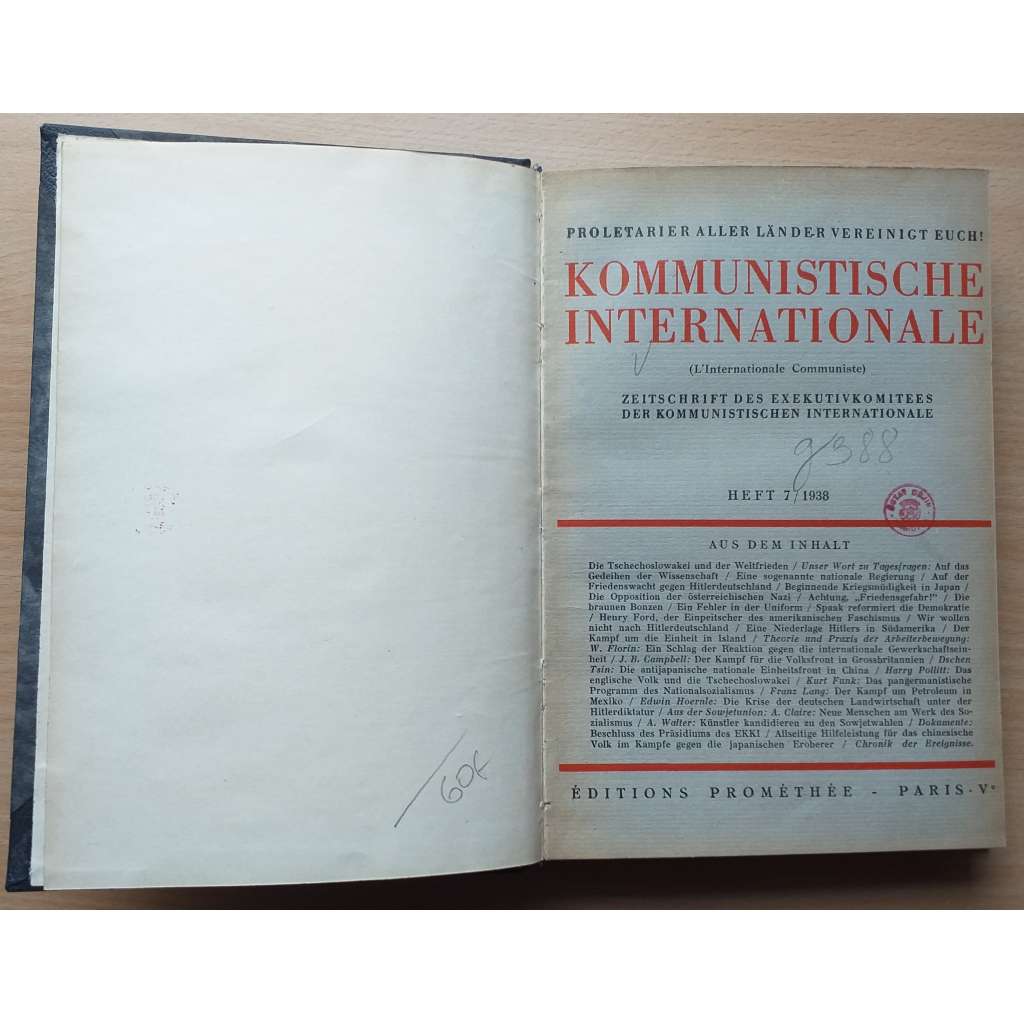 PROLETARIER ALLER LÄNDER VEREINIGT EUCH!
KOMMUNISTISCHE
INTERNATIONALE
(L'Internationale Communiste)
ZEITSCHRIFT DES EXEKUTIVKOMITEES
DER KOMMUNISTISCHEN INTERNATIONALE
g388
HEFT 7/1938
AUS DEM INHALT
Die Tschechoslowakei und der Weltfrieden / Unser Wort zu Tagesfragen: Auf das
Gedeihen der Wissenschaft / Eine sogenannte nationale Regierung / Auf der
Friedenswacht gegen Hitlerdeutschland / Beginnende Kriegsmüdigkeit in Japan /
Die Opposition der österreichischen Nazi / Achtung, „Friedensgefahr!" / Die
braunen Bonzen / Ein Fehler in der Uniform / Spaak reformiert die Demokratie
/ Henry Ford, der Einpeitscher des amerikanischen Faschismus / Wir wollen
nicht nach Hitlerdeutschland / Eine Niederlage Hitlers in Südamerika / Der
Kampf um die Einheit in Island / Theorie und Praxis der Arbeiterbewegung:
W. Florin: Ein Schlag der Reaktion gegen die internationale Gewerkschaftsein-
heit / J. B. Campbell: Der Kampf für die Volksfront in Grossbritannien / Dschen
Tsin: Die antijapanische nationale Einheitsfront in China / Harry Pollitt: Das
englische Volk und die Tschechoslowakei / Kurt Funk: Das pangermanistische
Programm des Nationalsozialismus / Franz Lang: Der Kampf um Petroleum in
Mexiko / Edwin Hoernle: Die Krise der deutschen Landwirtschaft unter der
Hitlerdiktatur / Aus der Sowjetunion: A. Claire: Neue Menschen am Werk des So-
zialismus / A. Walter: Künstler kandidieren zu den Sowjetwahlen / Dokumente:
Beschluss des Präsidiums des EKKI / Allseitige Hilfeleistung für das chinesische
Volk im Kampfe gegen die japanischen Eroberer / Chronik der Ereignisse.
ÉDITIONS PROMÉTHÉE - PARIS-Vᵉ